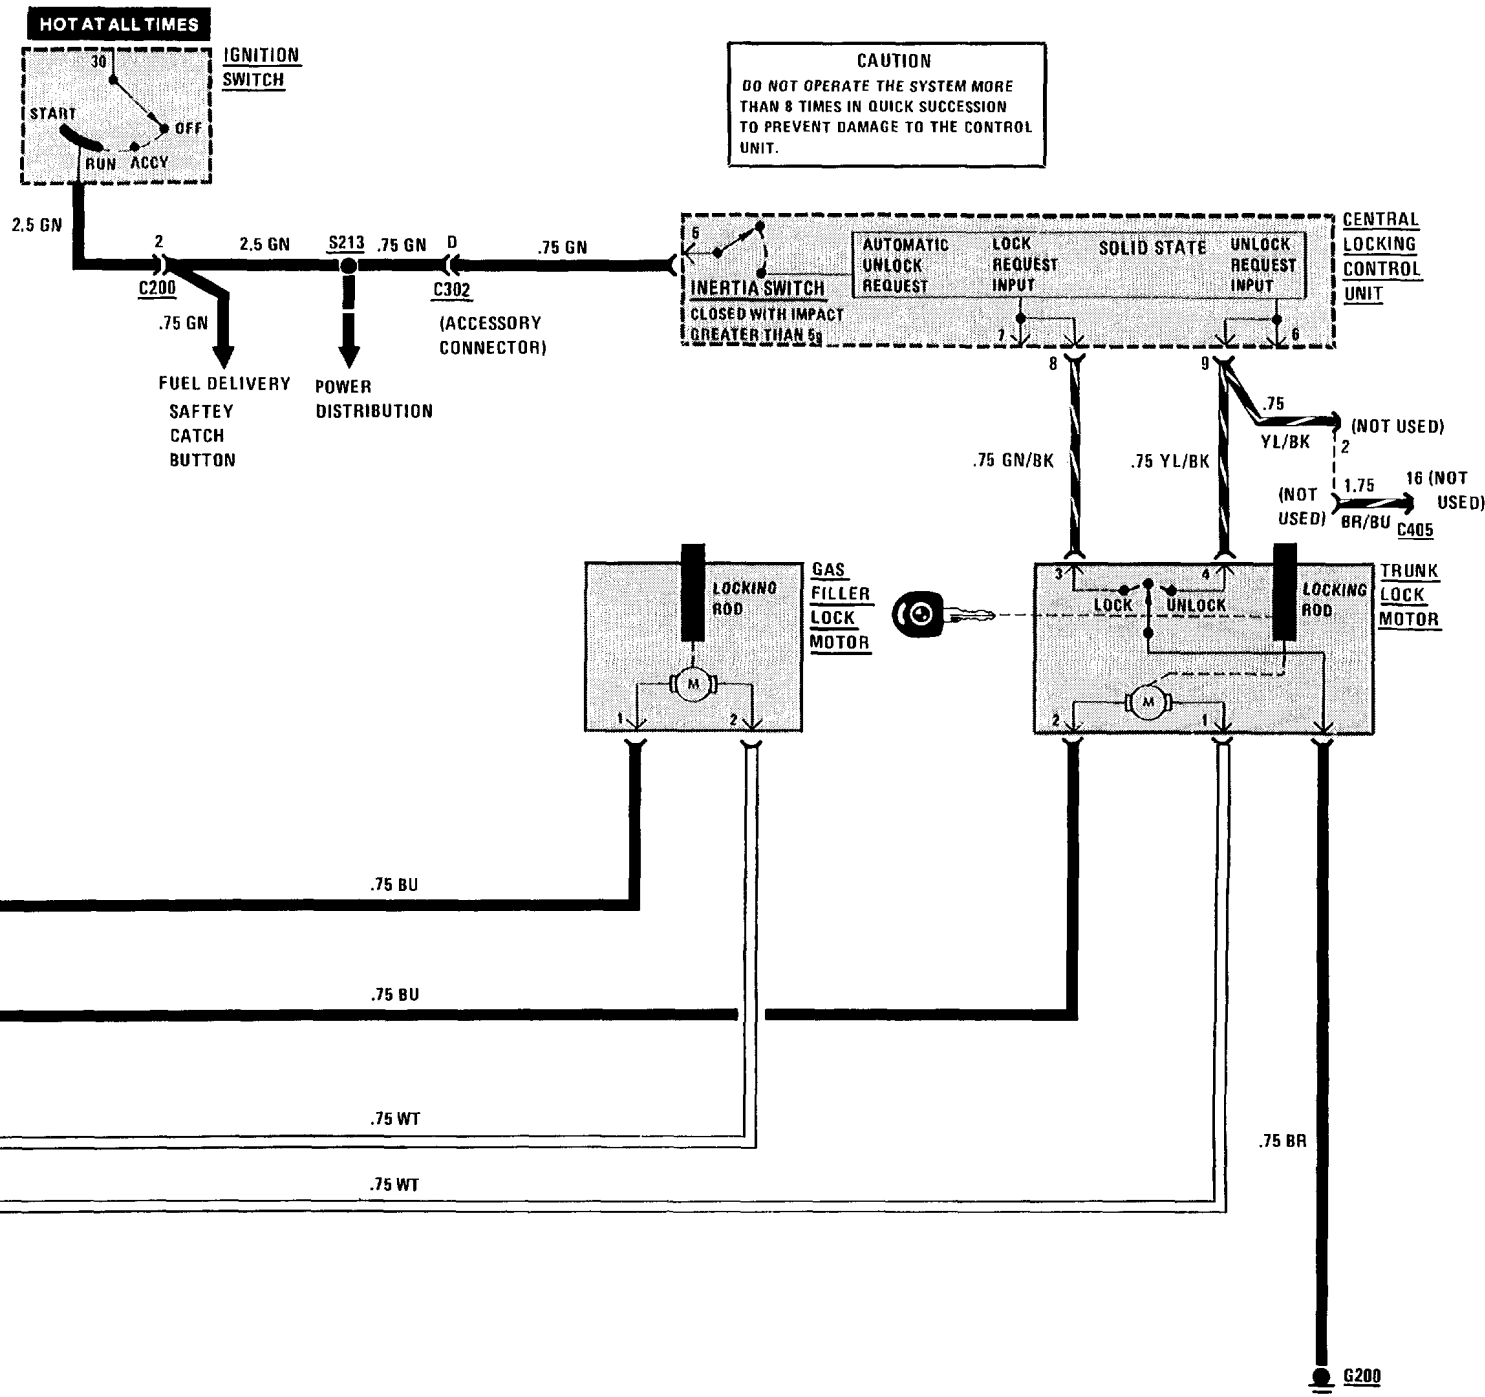 HOT AT ALL TIMES
IGNITION
SWITCH
30
START
OFF
RUN
ACCY
CAUTION
DO NOT OPERATE THE SYSTEM MORE
THAN 8 TIMES IN QUICK SUCCESSION
TO PREVENT DAMAGE TO THE CONTROL
UNIT.
2.5 GN
2
2.5 GN
S213
.75 GN
D
.75 GN
C200
C302
(ACCESSORY
CONNECTOR)
.75 GN
FUEL DELIVERY
SAFTEY
CATCH
BUTTON
POWER
DISTRIBUTION
CENTRAL
LOCKING
CONTROL
UNIT
5
INERTIA SWITCH
CLOSED WITH IMPACT
GREATER THAN 5g
AUTOMATIC
UNLOCK
REQUEST
LOCK
REQUEST
INPUT
SOLID STATE
UNLOCK
REQUEST
INPUT
7
6
8
9
.75
YL/BK
(NOT USED)
2
.75 GN/BK
.75 YL/BK
(NOT
USED)
1.75
BR/BU
16 (NOT
USED)
C405
GAS
FILLER
LOCK
MOTOR
LOCKING
ROD
M
1
2
TRUNK
LOCK
MOTOR
3
4
LOCK
UNLOCK
LOCKING
ROD
M
2
1
.75 BU
.75 BU
.75 WT
.75 WT
.75 BR
G200